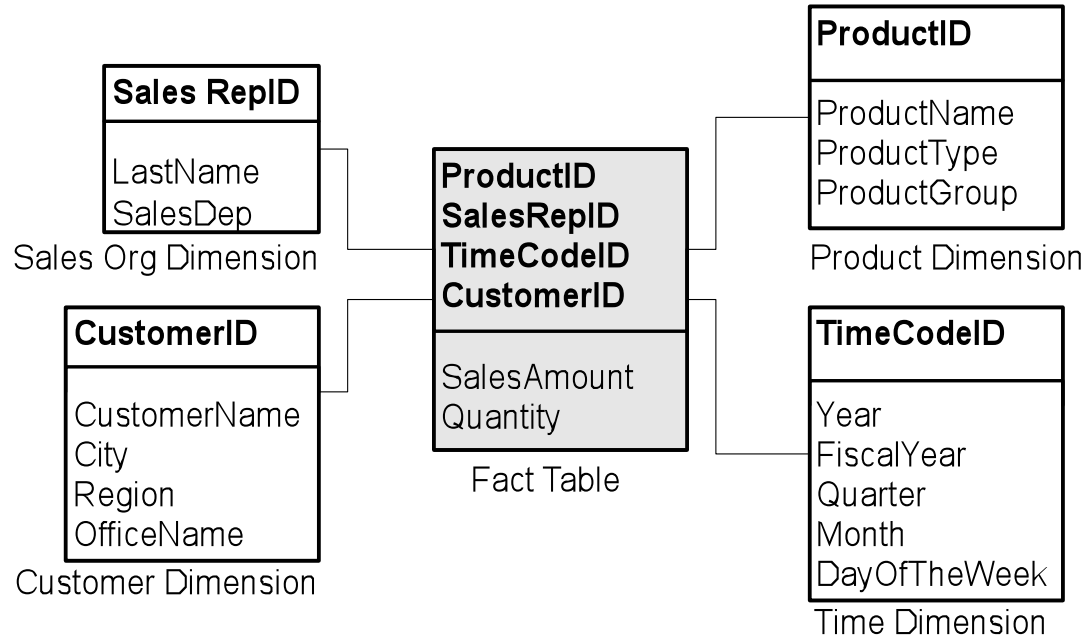 Sales RepID
LastName
SalesDep
Sales Org Dimension
CustomerID
CustomerName
City
Region
OfficeName
Customer Dimension
ProductID
SalesRepID
TimeCodeID
CustomerID
SalesAmount
Quantity
Fact Table
ProductID
ProductName
ProductType
ProductGroup
Product Dimension
TimeCodeID
Year
FiscalYear
Quarter
Month
DayOfTheWeek
Time Dimension